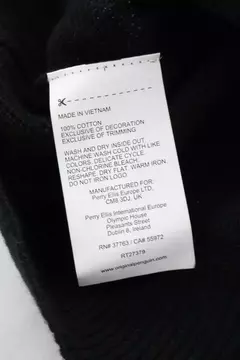 MADE IN VIETNAM
100% COTTON
EXCLUSIVE OF DECORATION
EXCLUSIVE OF TRIMMING
WASH AND DRY INSIDE OUT.
MACHINE WASH COLD WITH LIKE
COLORS, DELICATE CYCLE.
NON-CHLORINE BLEACH.
RESHAPE. DRY FLAT. WARM IRON.
DO NOT IRON LOGO
MANUFACTURED FOR:
Perry Ellis Europe LTD,
CM8 3DJ, UK
Perry Ellis International Europe
Olympic House
Pleasants Street
Dublin 8, Ireland
RN# 37763 / CA# 55972
RT27379
www.originalpenguin.com